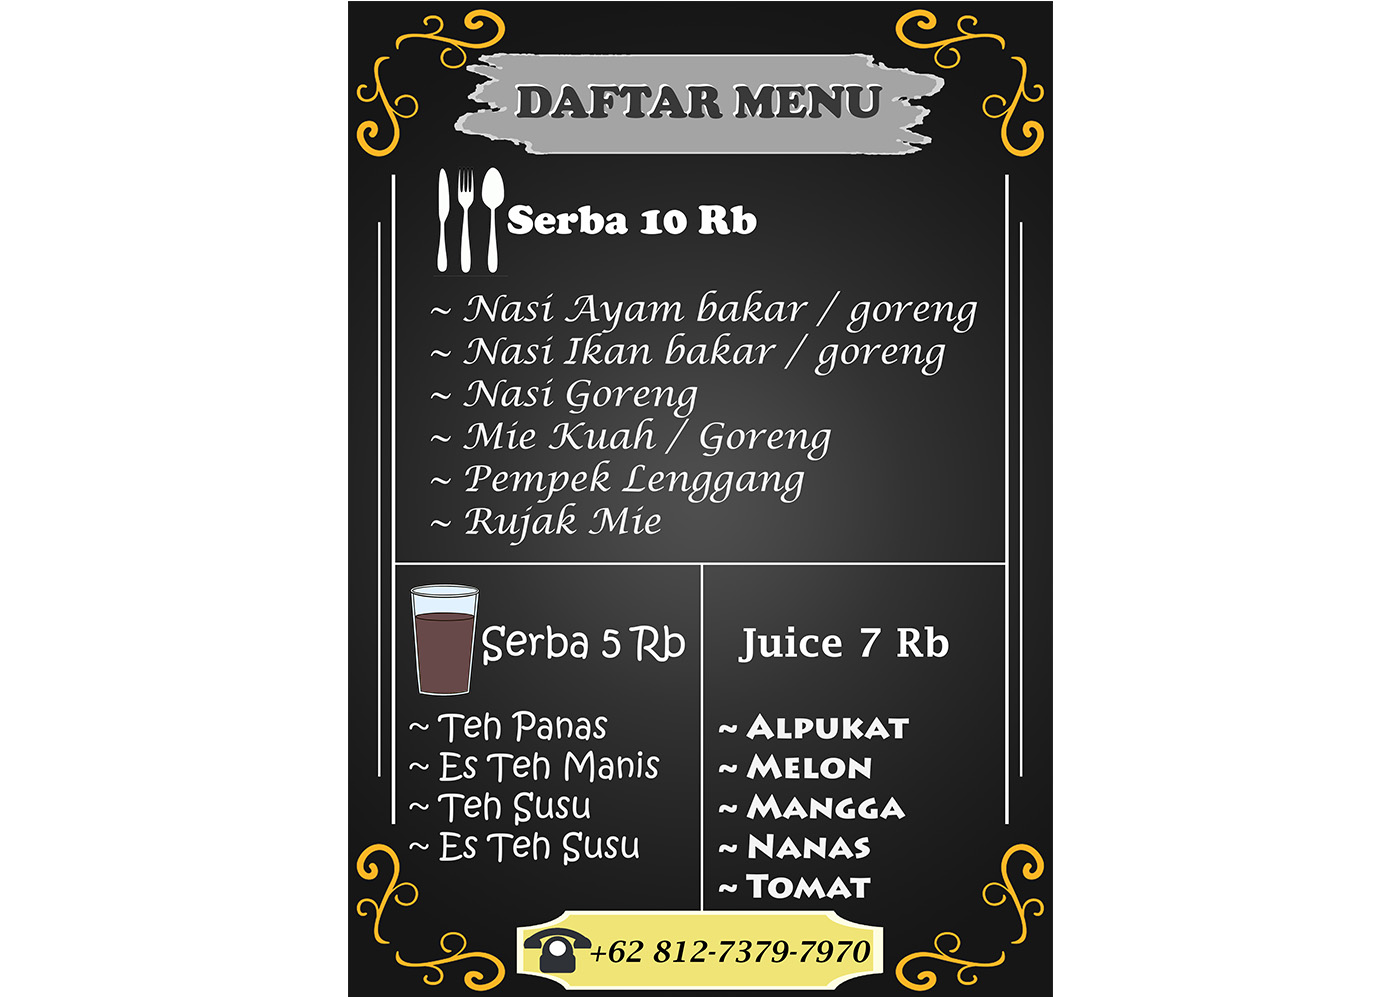 DAFTAR MENU
Serba 10 Rb
~ Nasi Ayam bakar / goreng
~ Nasi Ikan bakar / goreng
~ Nasi Goreng
~ Mie Kuah / Goreng
~ Pempek Lenggang
~ Rujak Mie
Serba 5 Rb
~ Teh Panas
~ Es Teh Manis
~ Teh Susu
~ Es Teh Susu
Juice 7 Rb
~ ALPUKAT
~ MELON
~ MANGGA
~ NANAS
~ TOMAT
+62 812-7379-7970